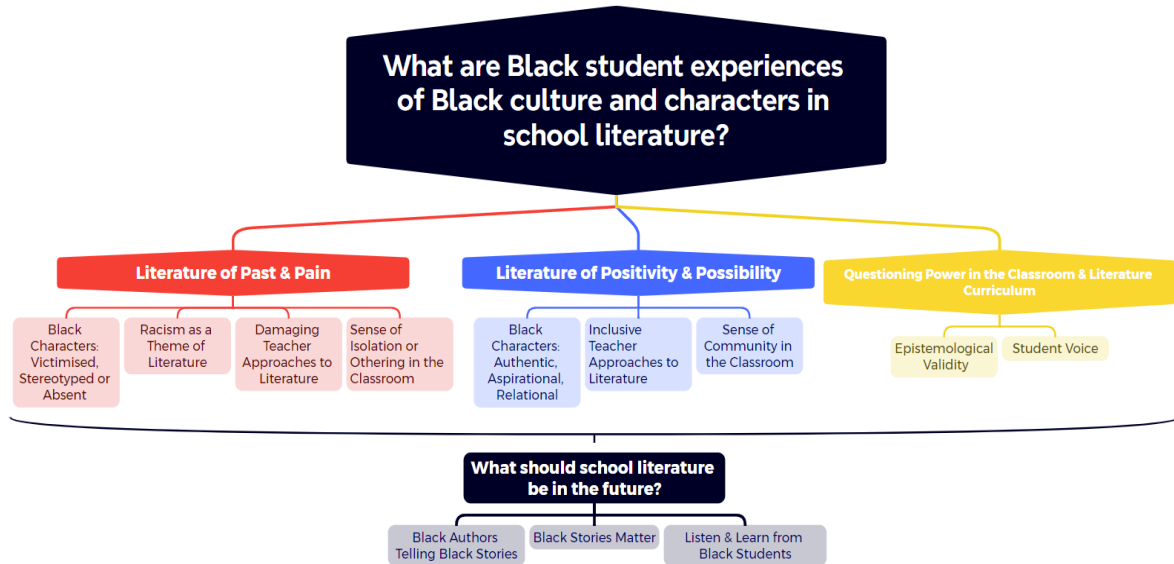 What are Black student experiences
of Black culture and characters in
school literature?
Literature of Past & Pain
Black
Characters:
Victimised,
Stereotyped or
Absent
Racism as a
Theme of
Literature
Damaging
Teacher
Approaches to
Literature
Sense of
Isolation or
Othering in the
Classroom
Literature of Positivity & Possibility
Black
Characters:
Authentic,
Aspirational,
Relational
Inclusive
Teacher
Approaches to
Literature
Sense of
Community
in the Classroom
Questioning Power in the Classroom & Literature
Curriculum
Epistemological
Validity
Student Voice
What should school literature
be in the future?
Black Authors
Telling Black Stories
Black Stories Matter
Listen & Learn from
Black Students